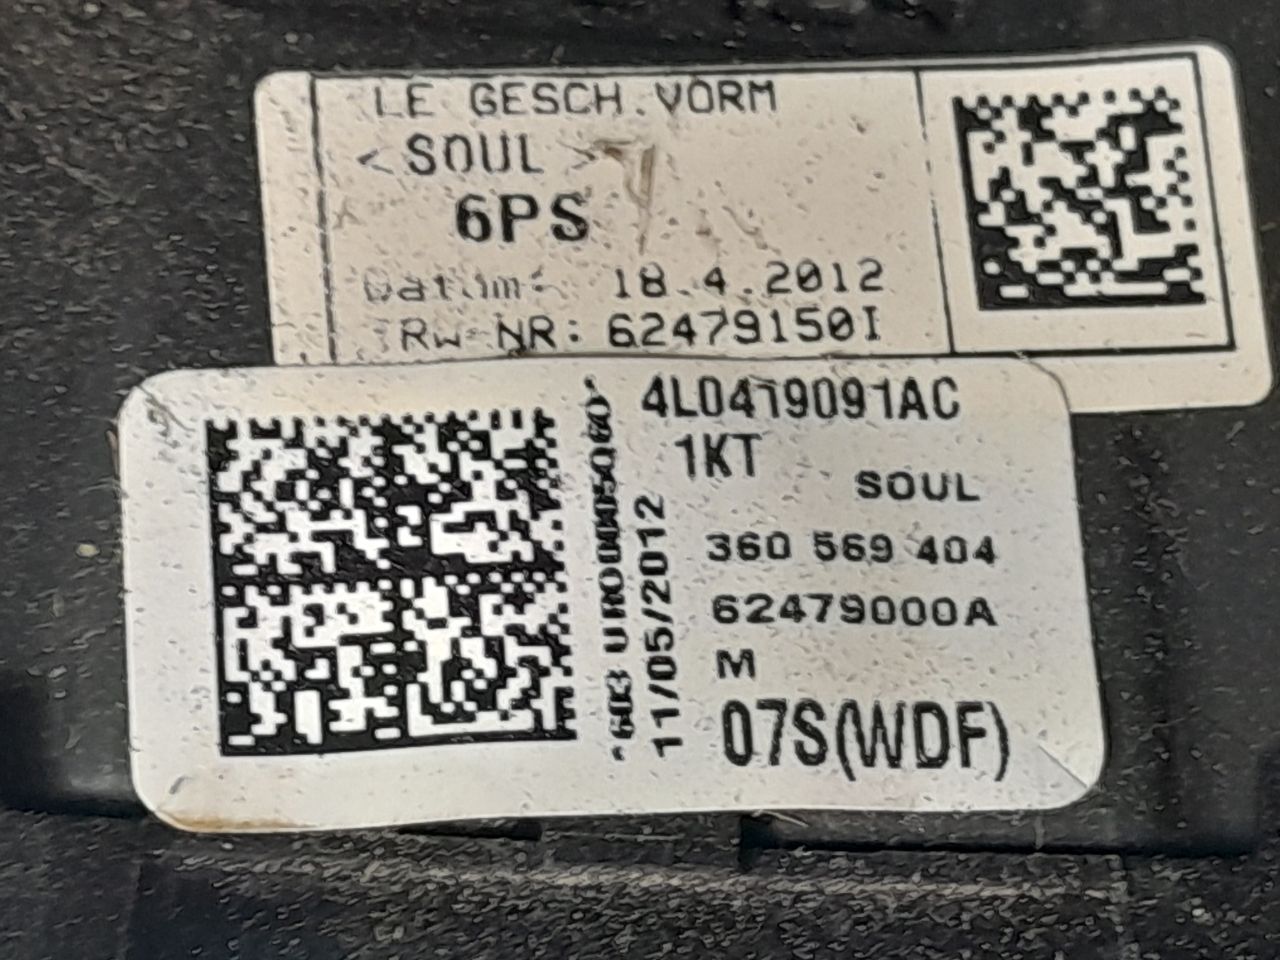 LE GESCH.VORM
<SOUL>
6PS
Datum: 18.4.2012
Rw-NR: 62479150I
4L0419091AC
1KT
SOUL
360 569 404
62479000A
M
07S(WDF)
11/05/2012